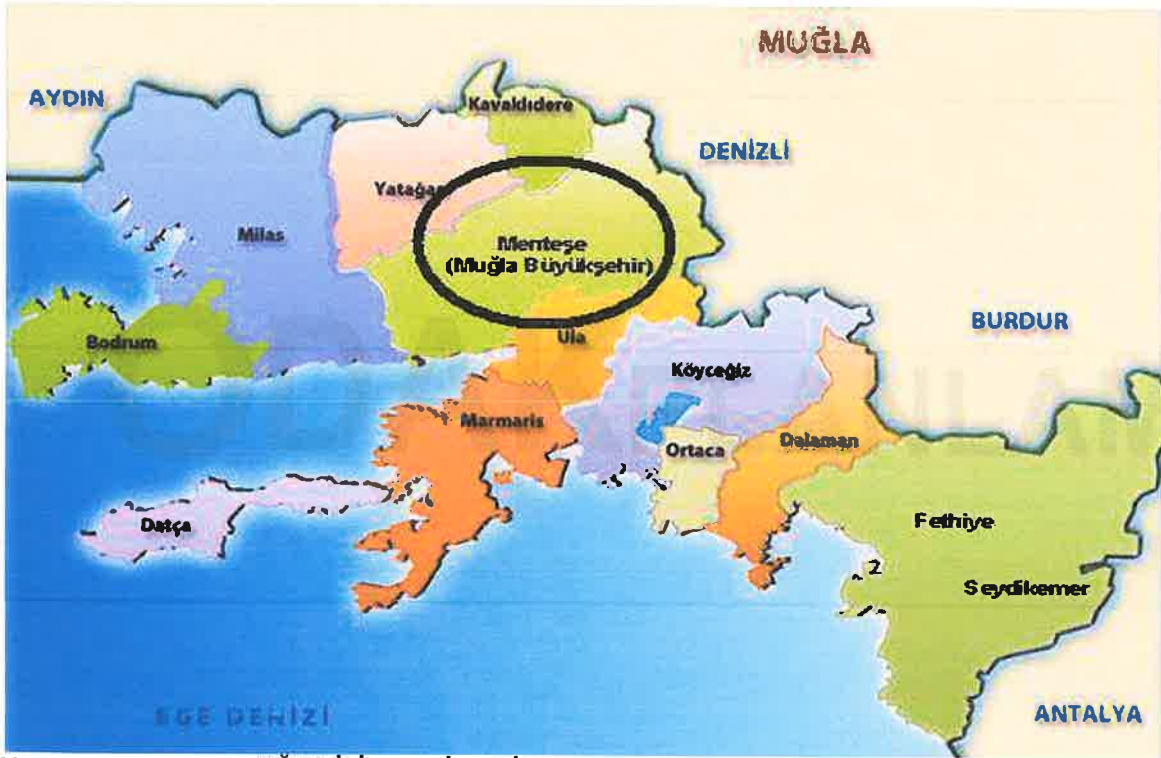 MUĞLA
AYDIN
Kavaklıdere
DENİZLİ
Yatağan
Milas
Menteşe
(Muğla Büyükşehir)
BURDUR
Bodrum
Ula
Köyceğiz
Marmaris
Ortaca
Dalaman
Datça
Fethiye
Seydikemer
EGE DENİZİ
ANTALYA